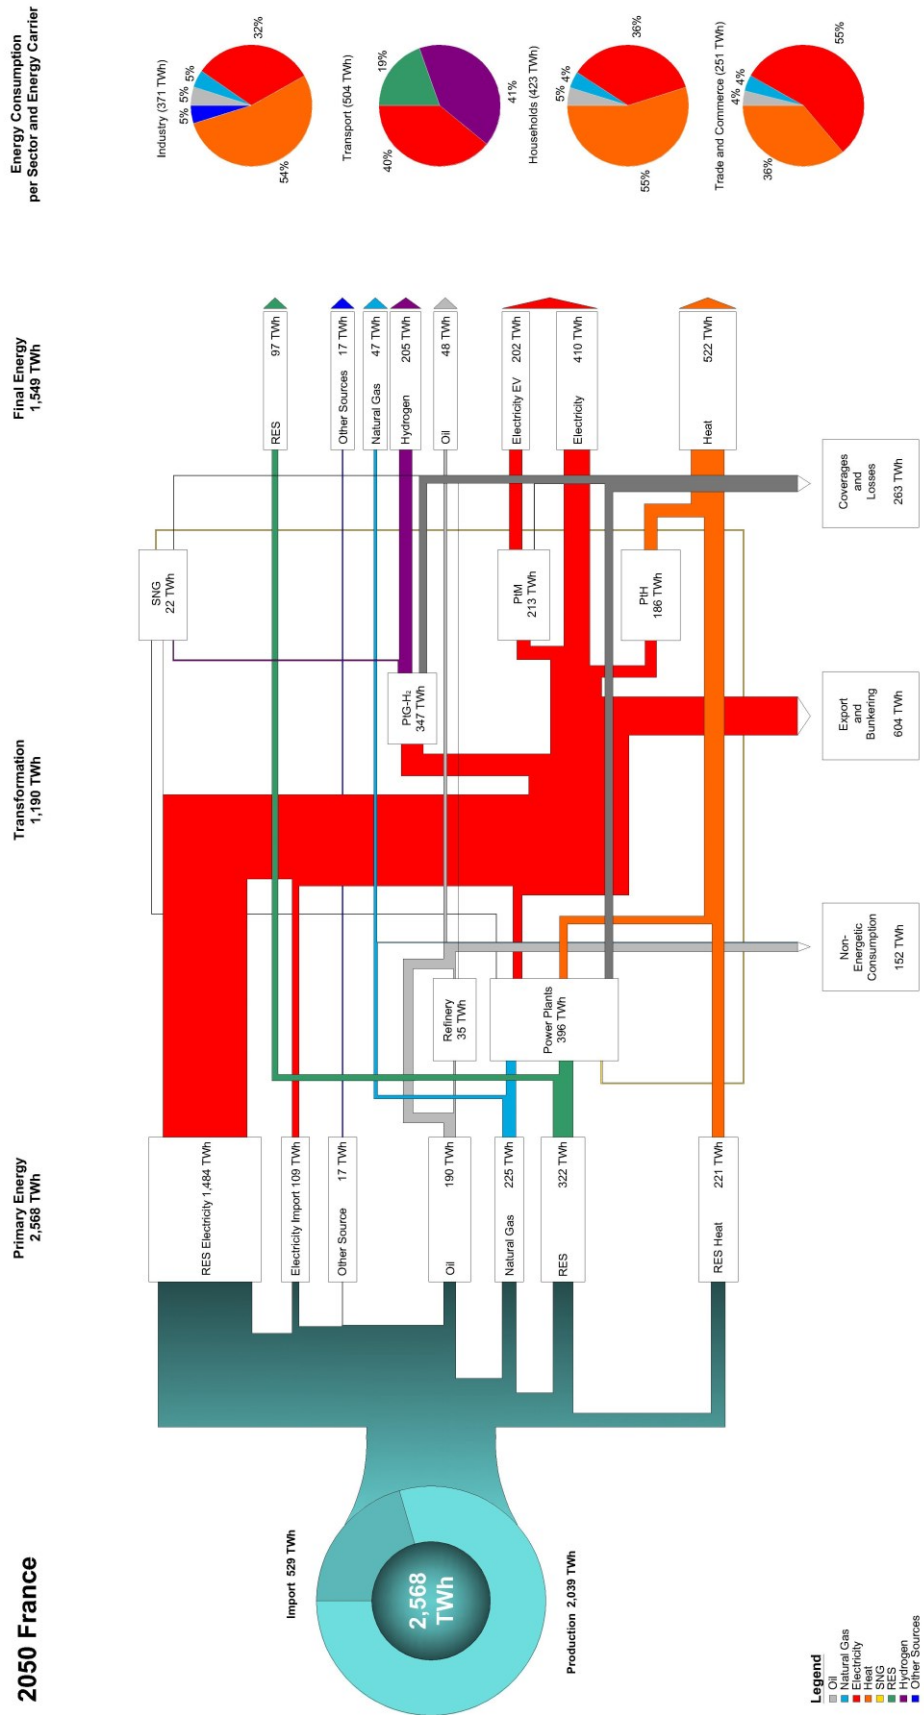 2050 France
Import 529 TWh
2,568
TWh
Production 2,039 TWh
Primary Energy
2,568 TWh
RES Electricity 1,484 TWh
Electricity Import 109 TWh
Other Source 17 TWh
Oil 190 TWh
Natural Gas 225 TWh
RES 322 TWh
RES Heat 221 TWh
Transformation
1,190 TWh
Refinery
35 TWh
Power Plants
396 TWh
PtG-H₂
347 TWh
SNG
22 TWh
PtM
213 TWh
PtH
186 TWh
Non-
Energetic
Consumption
152 TWh
Export
and
Bunkering
604 TWh
Coverages
and
Losses
263 TWh
Final Energy
1,549 TWh
RES 97 TWh
Other Sources 17 TWh
Natural Gas 47 TWh
Hydrogen 205 TWh
Oil 48 TWh
Electricity EV 202 TWh
Electricity 410 TWh
Heat 522 TWh
Energy Consumption
per Sector and Energy Carrier
Industry (371 TWh)
5%
5%
5%
32%
54%
Transport (504 TWh)
19%
41%
40%
Households (423 TWh)
5%
4%
36%
55%
Trade and Commerce (251 TWh)
4%
4%
55%
36%
Legend
Oil
Natural Gas
Electricity
Heat
SNG
RES
Hydrogen
Other Sources